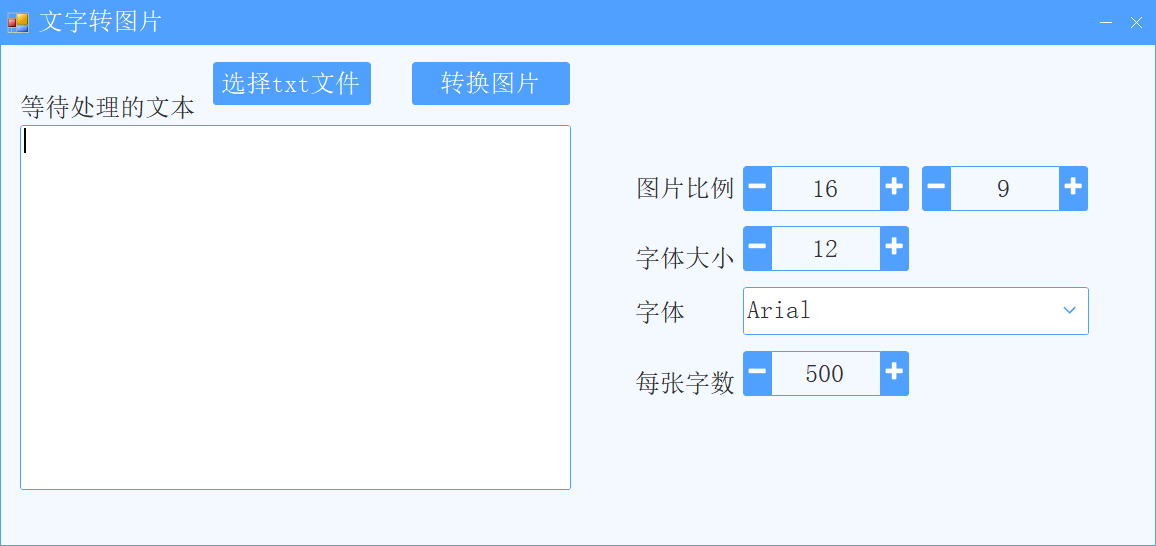 文字转图片
选择txt文件 转换图片
等待处理的文本
图片比例 16 9
字体大小 12
字体 Arial
每张字数 500